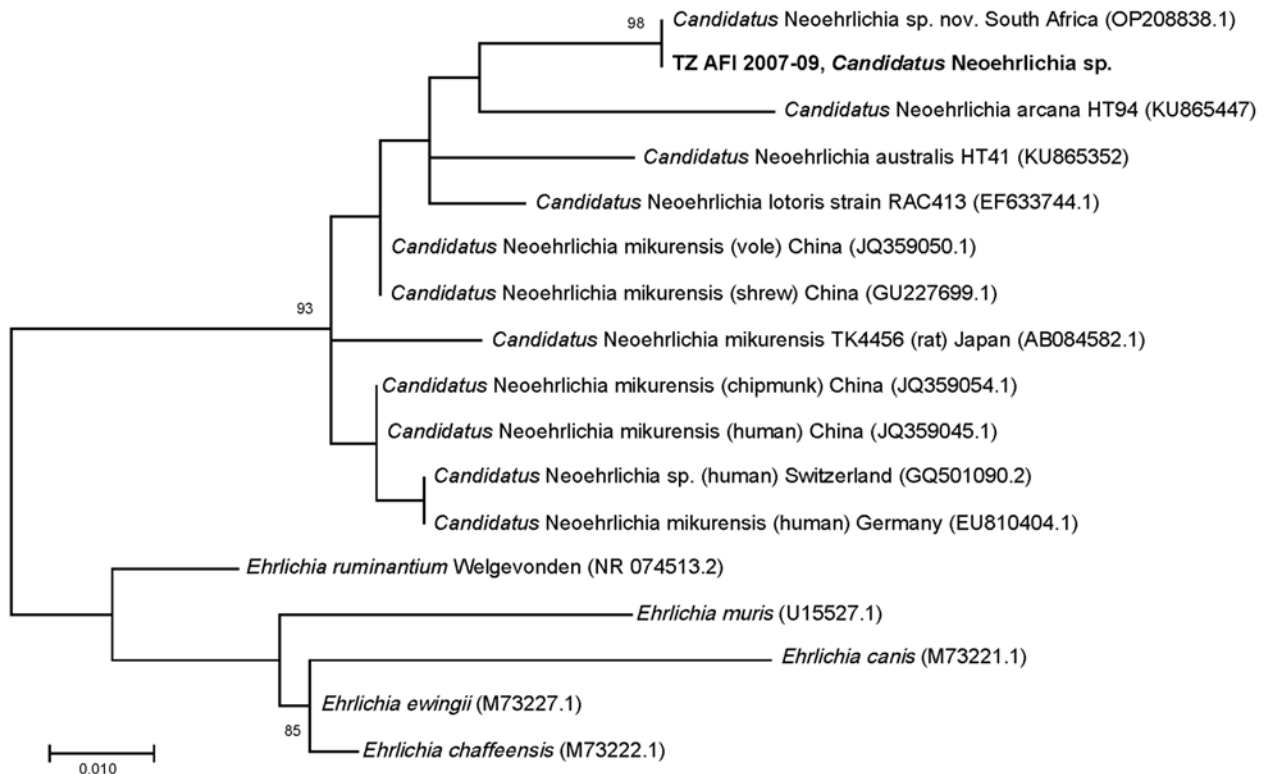 98
Candidatus Neoehrlichia sp. nov. South Africa (OP208838.1)
TZ AFI 2007-09, Candidatus Neoehrlichia sp.
Candidatus Neoehrlichia arcana HT94 (KU865447)
Candidatus Neoehrlichia australis HT41 (KU865352)
Candidatus Neoehrlichia lotoris strain RAC413 (EF633744.1)
Candidatus Neoehrlichia mikurensis (vole) China (JQ359050.1)
Candidatus Neoehrlichia mikurensis (shrew) China (GU227699.1)
93
Candidatus Neoehrlichia mikurensis TK4456 (rat) Japan (AB084582.1)
Candidatus Neoehrlichia mikurensis (chipmunk) China (JQ359054.1)
Candidatus Neoehrlichia mikurensis (human) China (JQ359045.1)
Candidatus Neoehrlichia sp. (human) Switzerland (GQ501090.2)
Candidatus Neoehrlichia mikurensis (human) Germany (EU810404.1)
Ehrlichia ruminantium Welgevonden (NR 074513.2)
Ehrlichia muris (U15527.1)
Ehrlichia canis (M73221.1)
Ehrlichia ewingii (M73227.1)
85
Ehrlichia chaffeensis (M73222.1)
0.010